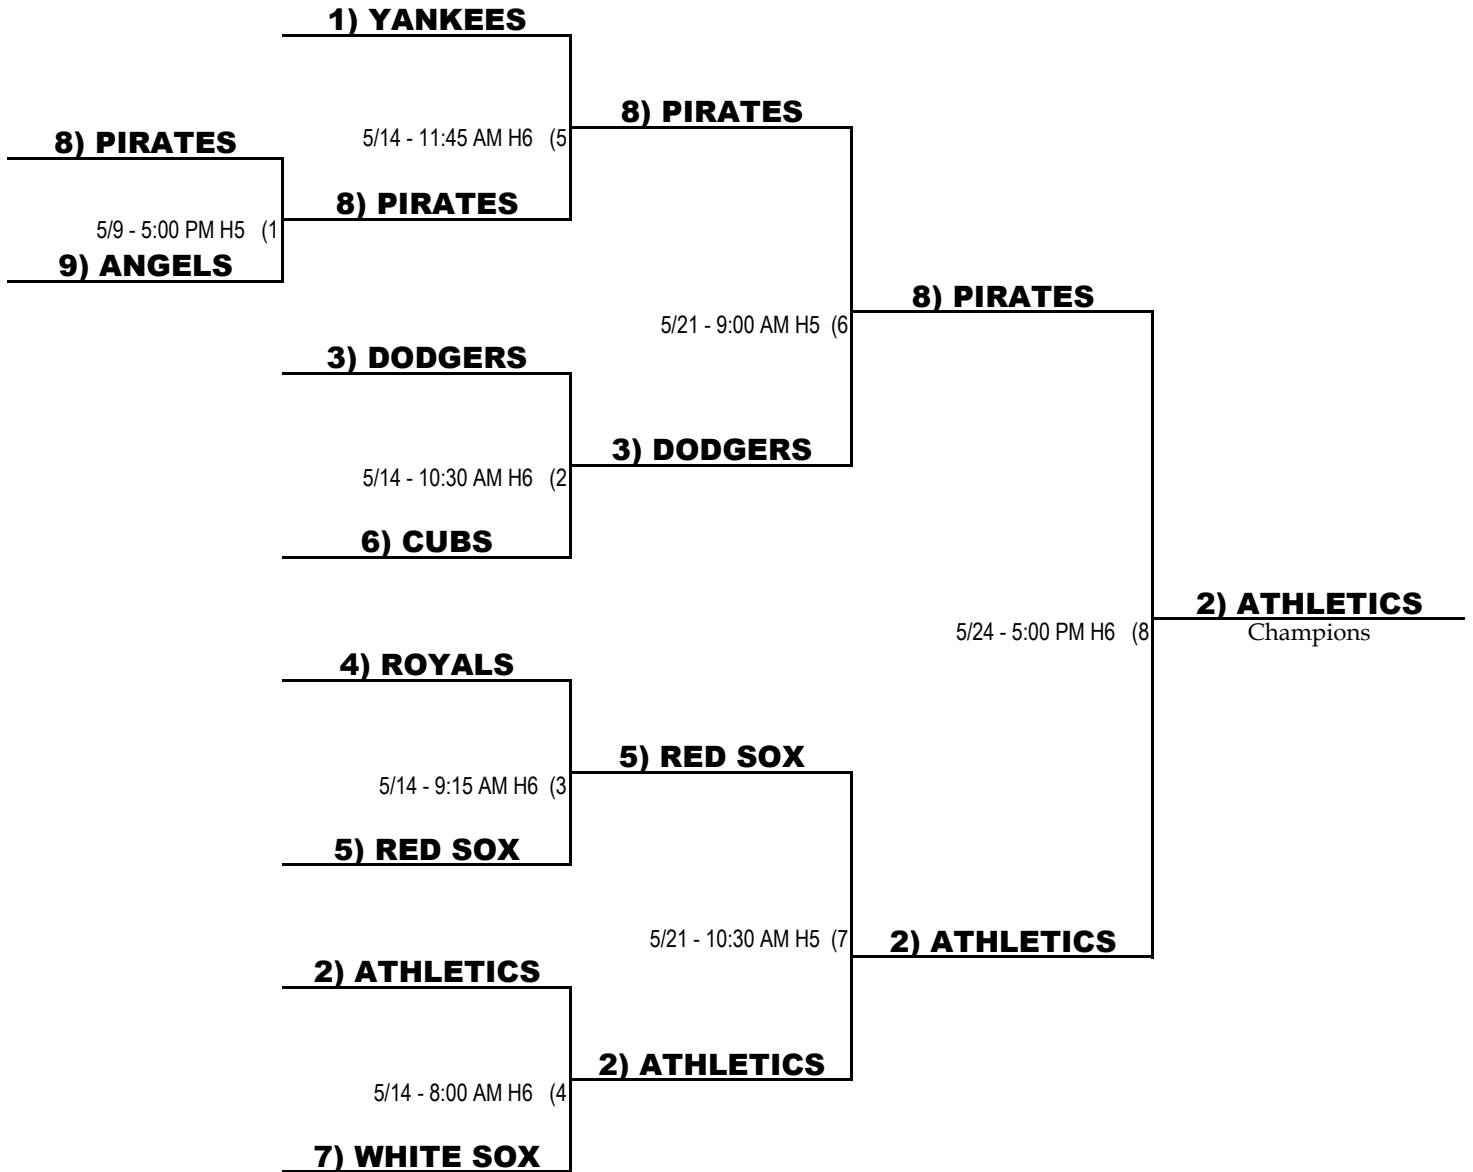 1) YANKEES
8) PIRATES
5/14 - 11:45 AM H6 (5
8) PIRATES
8) PIRATES
5/9 - 5:00 PM H5 (1
9) ANGELS
8) PIRATES
5/21 - 9:00 AM H5 (6
3) DODGERS
3) DODGERS
5/14 - 10:30 AM H6 (2
6) CUBS
2) ATHLETICS
Champions
5/24 - 5:00 PM H6 (8
4) ROYALS
5) RED SOX
5/14 - 9:15 AM H6 (3
5) RED SOX
5/21 - 10:30 AM H5 (7
2) ATHLETICS
2) ATHLETICS
2) ATHLETICS
5/14 - 8:00 AM H6 (4
7) WHITE SOX